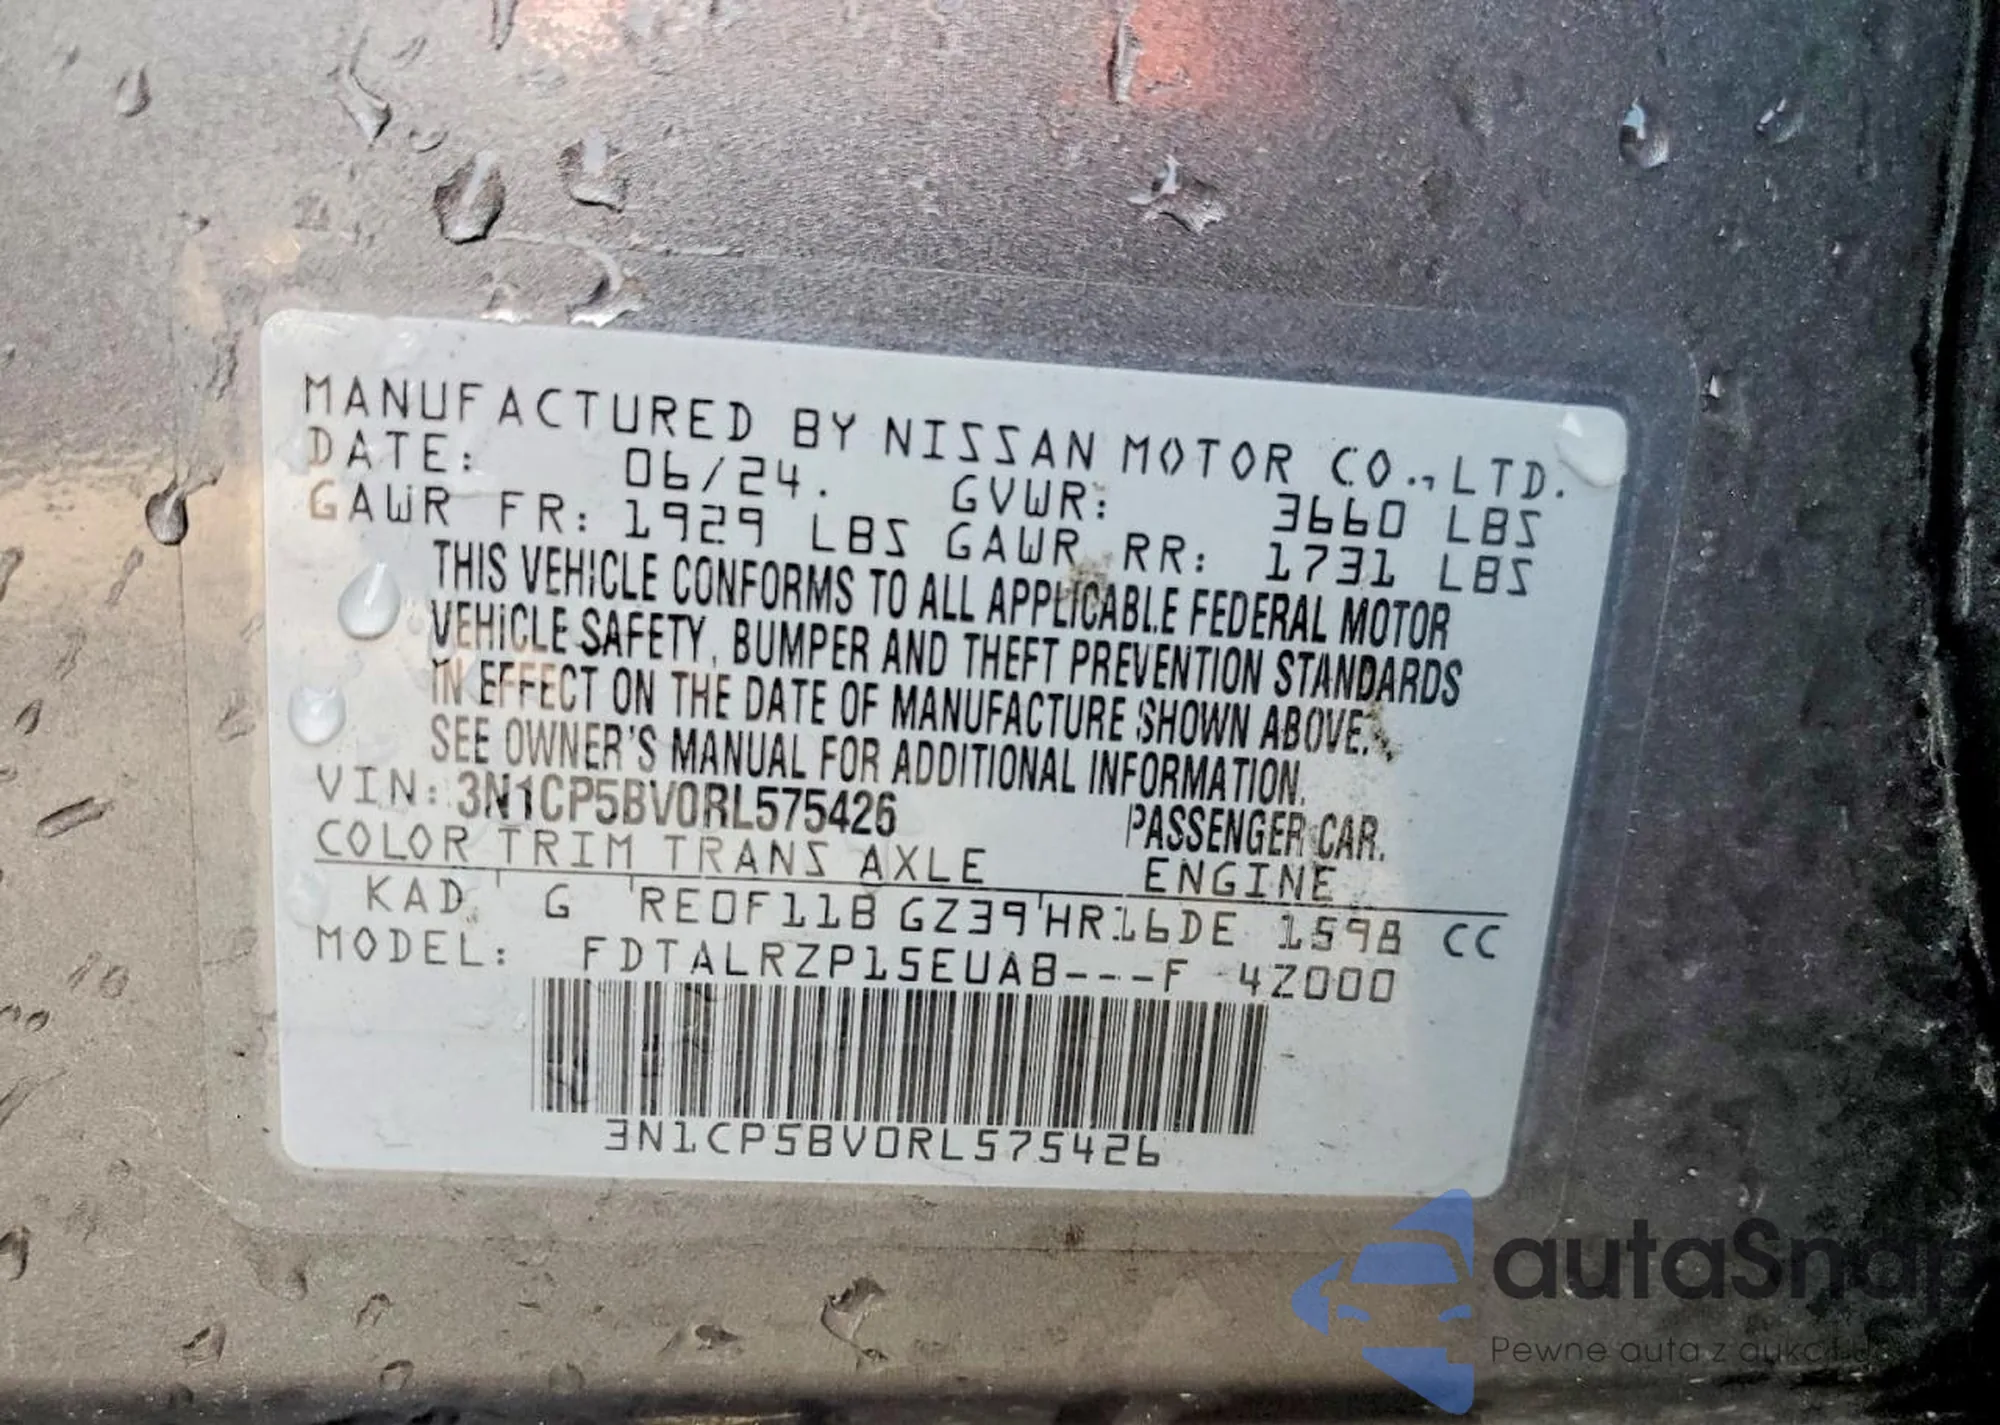 MANUFACTURED BY NISSAN MOTOR CO., LTD.
DATE: 06/24. GVWR: 3660 LBS
GAWR FR: 1929 LBS GAWR RR: 1731 LBS
THIS VEHICLE CONFORMS TO ALL APPLICABLE FEDERAL MOTOR
VEHICLE SAFETY, BUMPER AND THEFT PREVENTION STANDARDS
IN EFFECT ON THE DATE OF MANUFACTURE SHOWN ABOVE.
SEE OWNER'S MANUAL FOR ADDITIONAL INFORMATION.
VIN: 3N1CP5BV0RL575426 PASSENGER CAR.
COLOR TRIM TRANS AXLE ENGINE
KAD G RE0F11B GZ39 HR16DE 1598 CC
MODEL: FDTALRZP15EUAB---F 4Z000
3N1CP5BV0RL575426
autaSnap
Pewne auta z